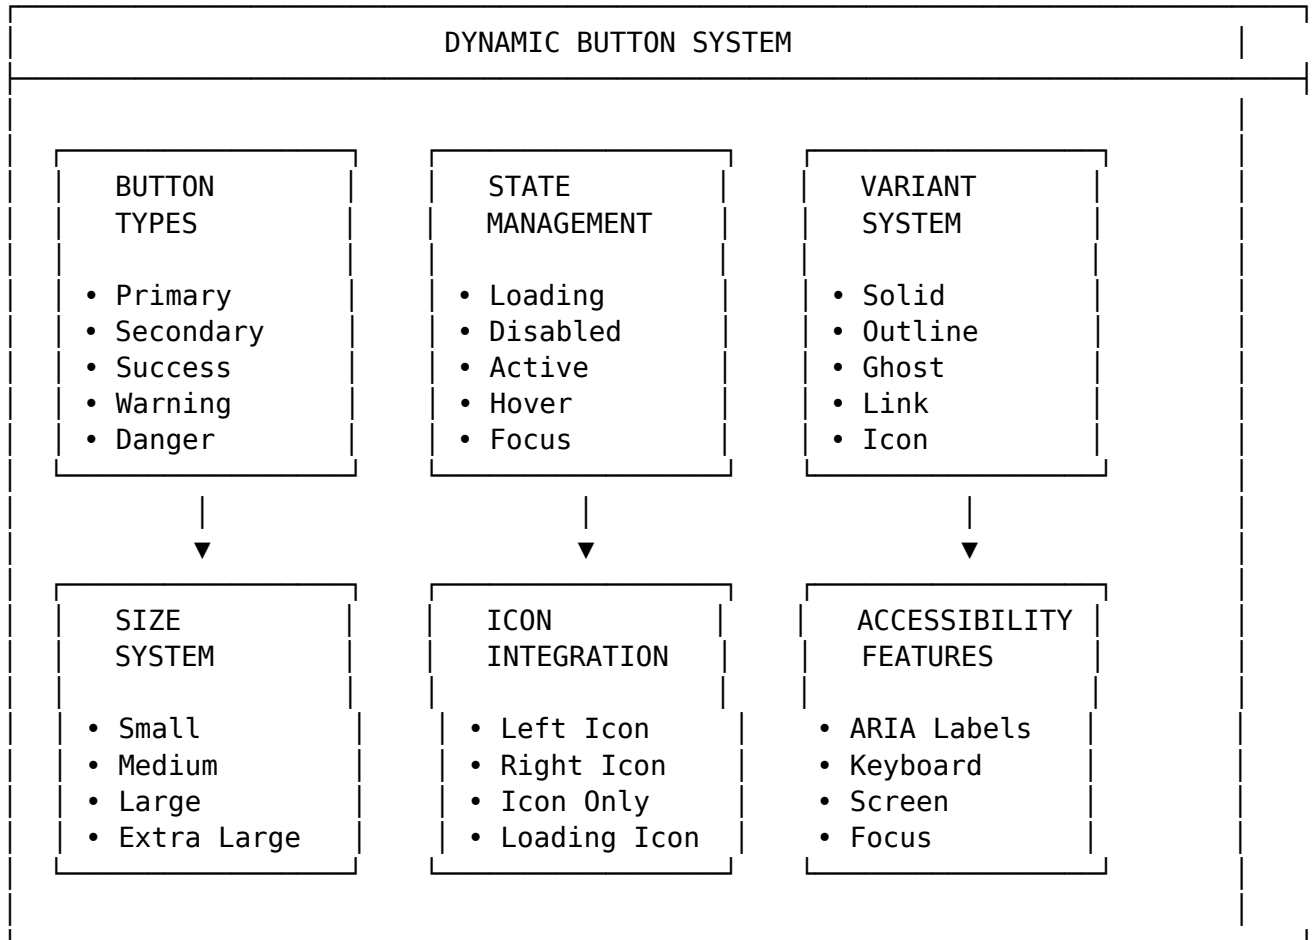 DYNAMIC BUTTON SYSTEM
BUTTON
TYPES
• Primary
• Secondary
• Success
• Warning
• Danger
STATE
MANAGEMENT
• Loading
• Disabled
• Active
• Hover
• Focus
VARIANT
SYSTEM
• Solid
• Outline
• Ghost
• Link
• Icon
SIZE
SYSTEM
• Small
• Medium
• Large
• Extra Large
ICON
INTEGRATION
• Left Icon
• Right Icon
• Icon Only
• Loading Icon
ACCESSIBILITY
FEATURES
• ARIA Labels
• Keyboard
• Screen
• Focus